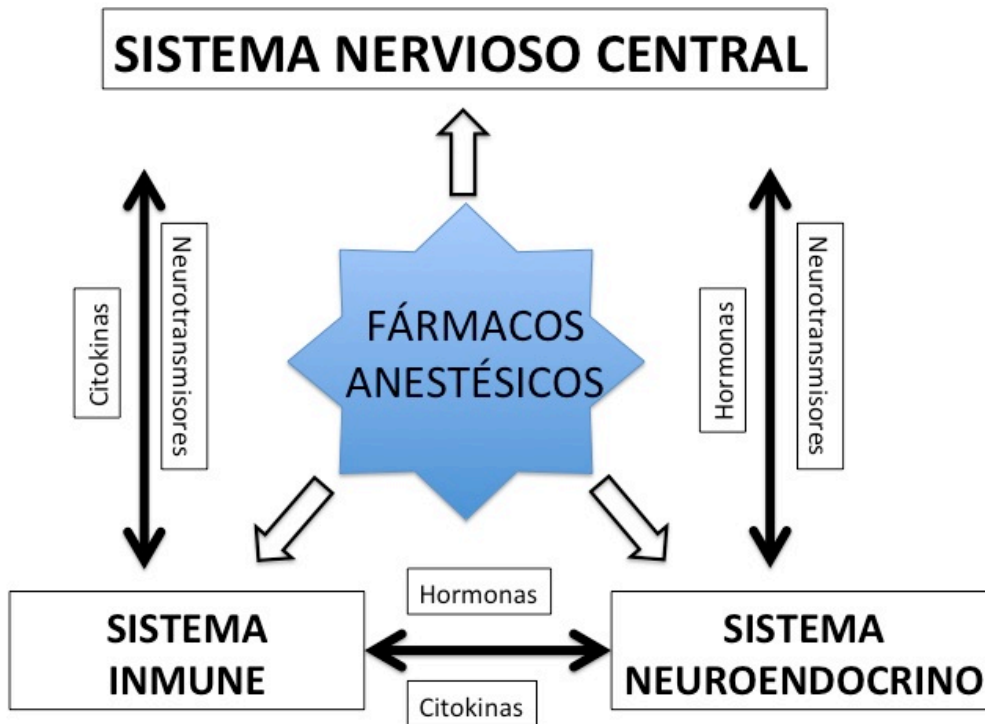 SISTEMA NERVIOSO CENTRAL
Citokinas
Neurotransmisores
FÁRMACOS
ANESTÉSICOS
Hormonas
Neurotransmisores
SISTEMA
INMUNE
Hormonas
Citokinas
SISTEMA
NEUROENDOCRINO